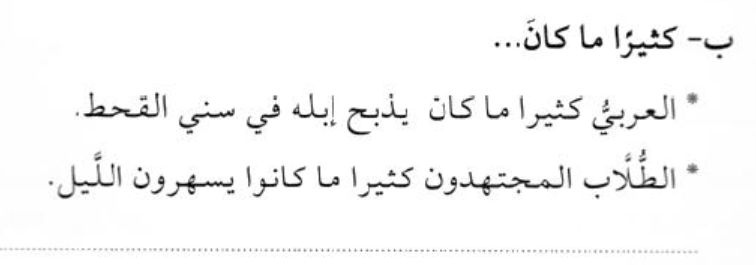 ب- كثيرًا ما كانَ...
* العربيُّ كثيرا ما كان يذبح إبله في سني القحط.
* الطُّلَّاب المجتهدون كثيرا ما كانوا يسهرون اللَّيل.